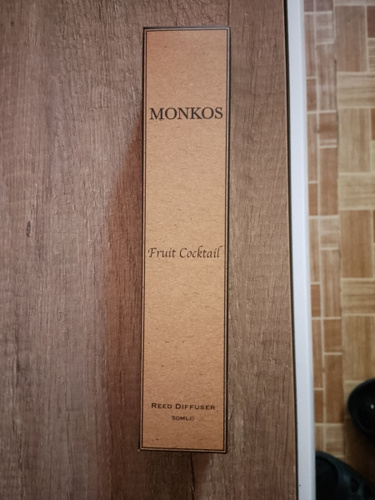 MONKOS
Fruit Cocktail
REED DIFFUSER
50ML℮